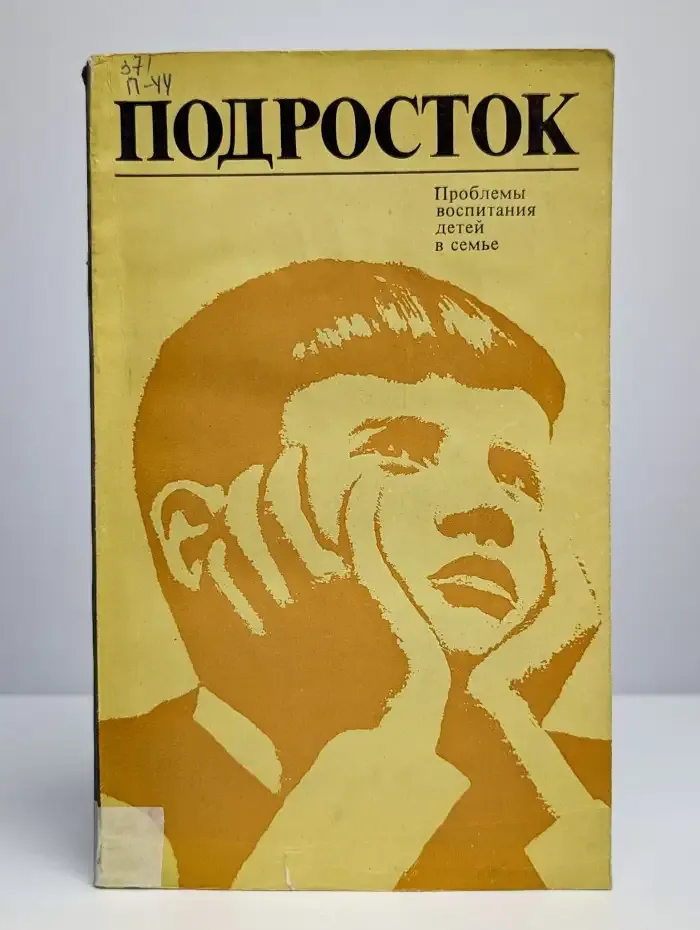 371
П-44
ПОДРОСТОК
Проблемы
воспитания
детей
в семье